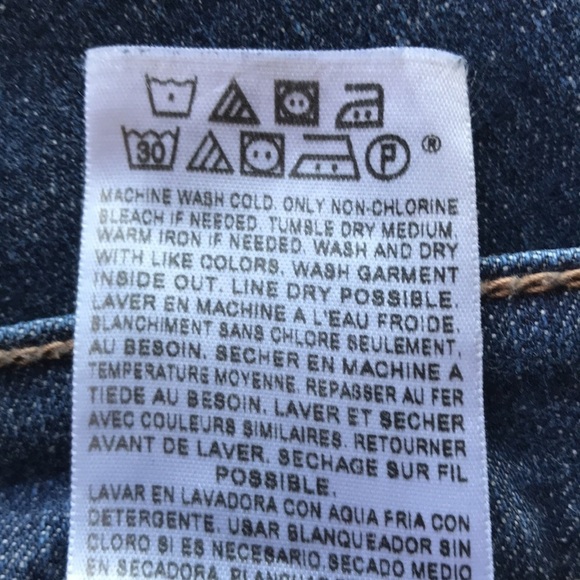 30 P ®
MACHINE WASH COLD. ONLY NON-CHLORINE
BLEACH IF NEEDED. TUMBLE DRY MEDIUM.
WARM IRON IF NEEDED. WASH AND DRY
WITH LIKE COLORS. WASH GARMENT
INSIDE OUT. LINE DRY POSSIBLE.
LAVER EN MACHINE A L'EAU FROIDE.
BLANCHIMENT SANS CHLORE SEULEMENT,
AU BESOIN. SECHER EN MACHINE A
TEMPERATURE MOYENNE. REPASSER AU FER
TIEDE AU BESOIN. LAVER ET SECHER
AVEC COULEURS SIMILAIRES. RETOURNER
AVANT DE LAVER. SECHAGE SUR FIL
POSSIBLE.
LAVAR EN LAVADORA CON AQUA FRIA CON
DETERGENTE. USAR BLANQUEADOR SIN
CLORO SI ES NECESARIO.SECADO MEDIO
EN SECADORA.